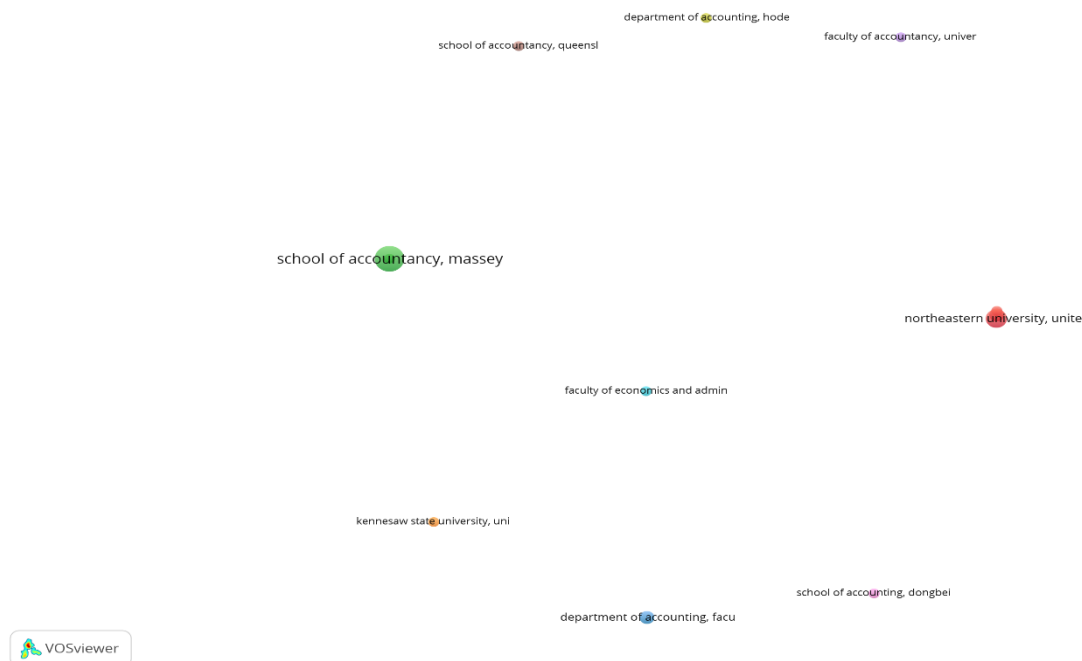 department of accounting, hode
faculty of accountancy, univer
school of accountancy, queensl
school of accountancy, massey
northeastern university, unite
faculty of economics and admin
kennesaw state university, uni
school of accounting, dongbei
department of accounting, facu
VOSviewer